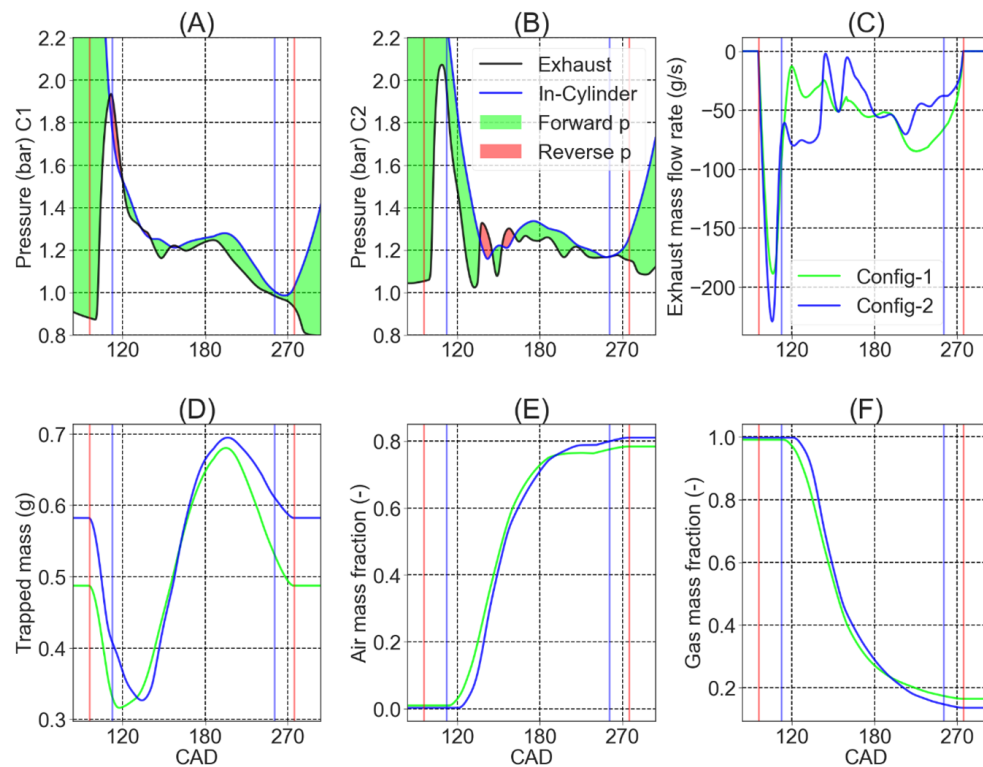 (A)
Pressure (bar) C1
2.2
2.0
1.8
1.6
1.4
1.2
1.0
0.8
120
180
270
(B)
Pressure (bar) C2
2.2
2.0
1.8
1.6
1.4
1.2
1.0
0.8
Exhaust
In-Cylinder
Forward p
Reverse p
120
180
270
(C)
Exhaust mass flow rate (g/s)
0
−50
−100
−150
−200
Config-1
Config-2
120
180
270
(D)
Trapped mass (g)
0.7
0.6
0.5
0.4
0.3
120
180
270
CAD
(E)
Air mass fraction (-)
0.8
0.6
0.4
0.2
0.0
120
180
270
CAD
(F)
Gas mass fraction (-)
1.0
0.8
0.6
0.4
0.2
120
180
270
CAD